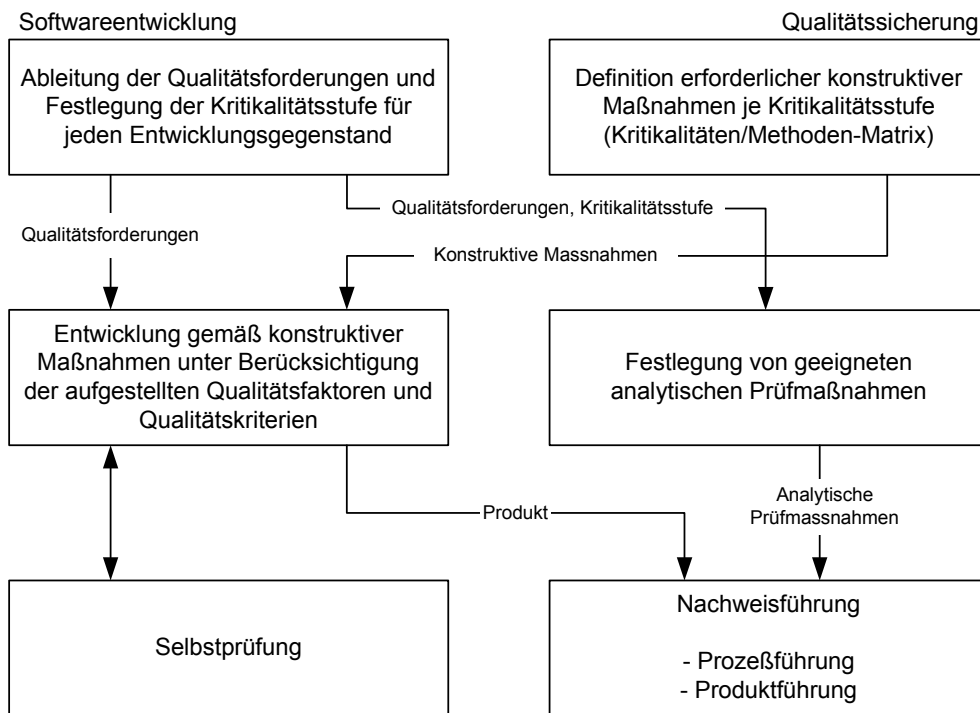 Softwareentwicklung
Qualitätssicherung
Ableitung der Qualitätsforderungen und
Festlegung der Kritikalitätsstufe für
jeden Entwicklungsgegenstand
Definition erforderlicher konstruktiver
Maßnahmen je Kritikalitätsstufe
(Kritikalitäten/Methoden-Matrix)
Qualitätsforderungen, Kritikalitätsstufe
Qualitätsforderungen
Konstruktive Massnahmen
Entwicklung gemäß konstruktiver
Maßnahmen unter Berücksichtigung
der aufgestellten Qualitätsfaktoren und
Qualitätskriterien
Festlegung von geeigneten
analytischen Prüfmaßnahmen
Produkt
Analytische
Prüfmassnahmen
Selbstprüfung
Nachweisführung
- Prozeßführung
- Produktführung